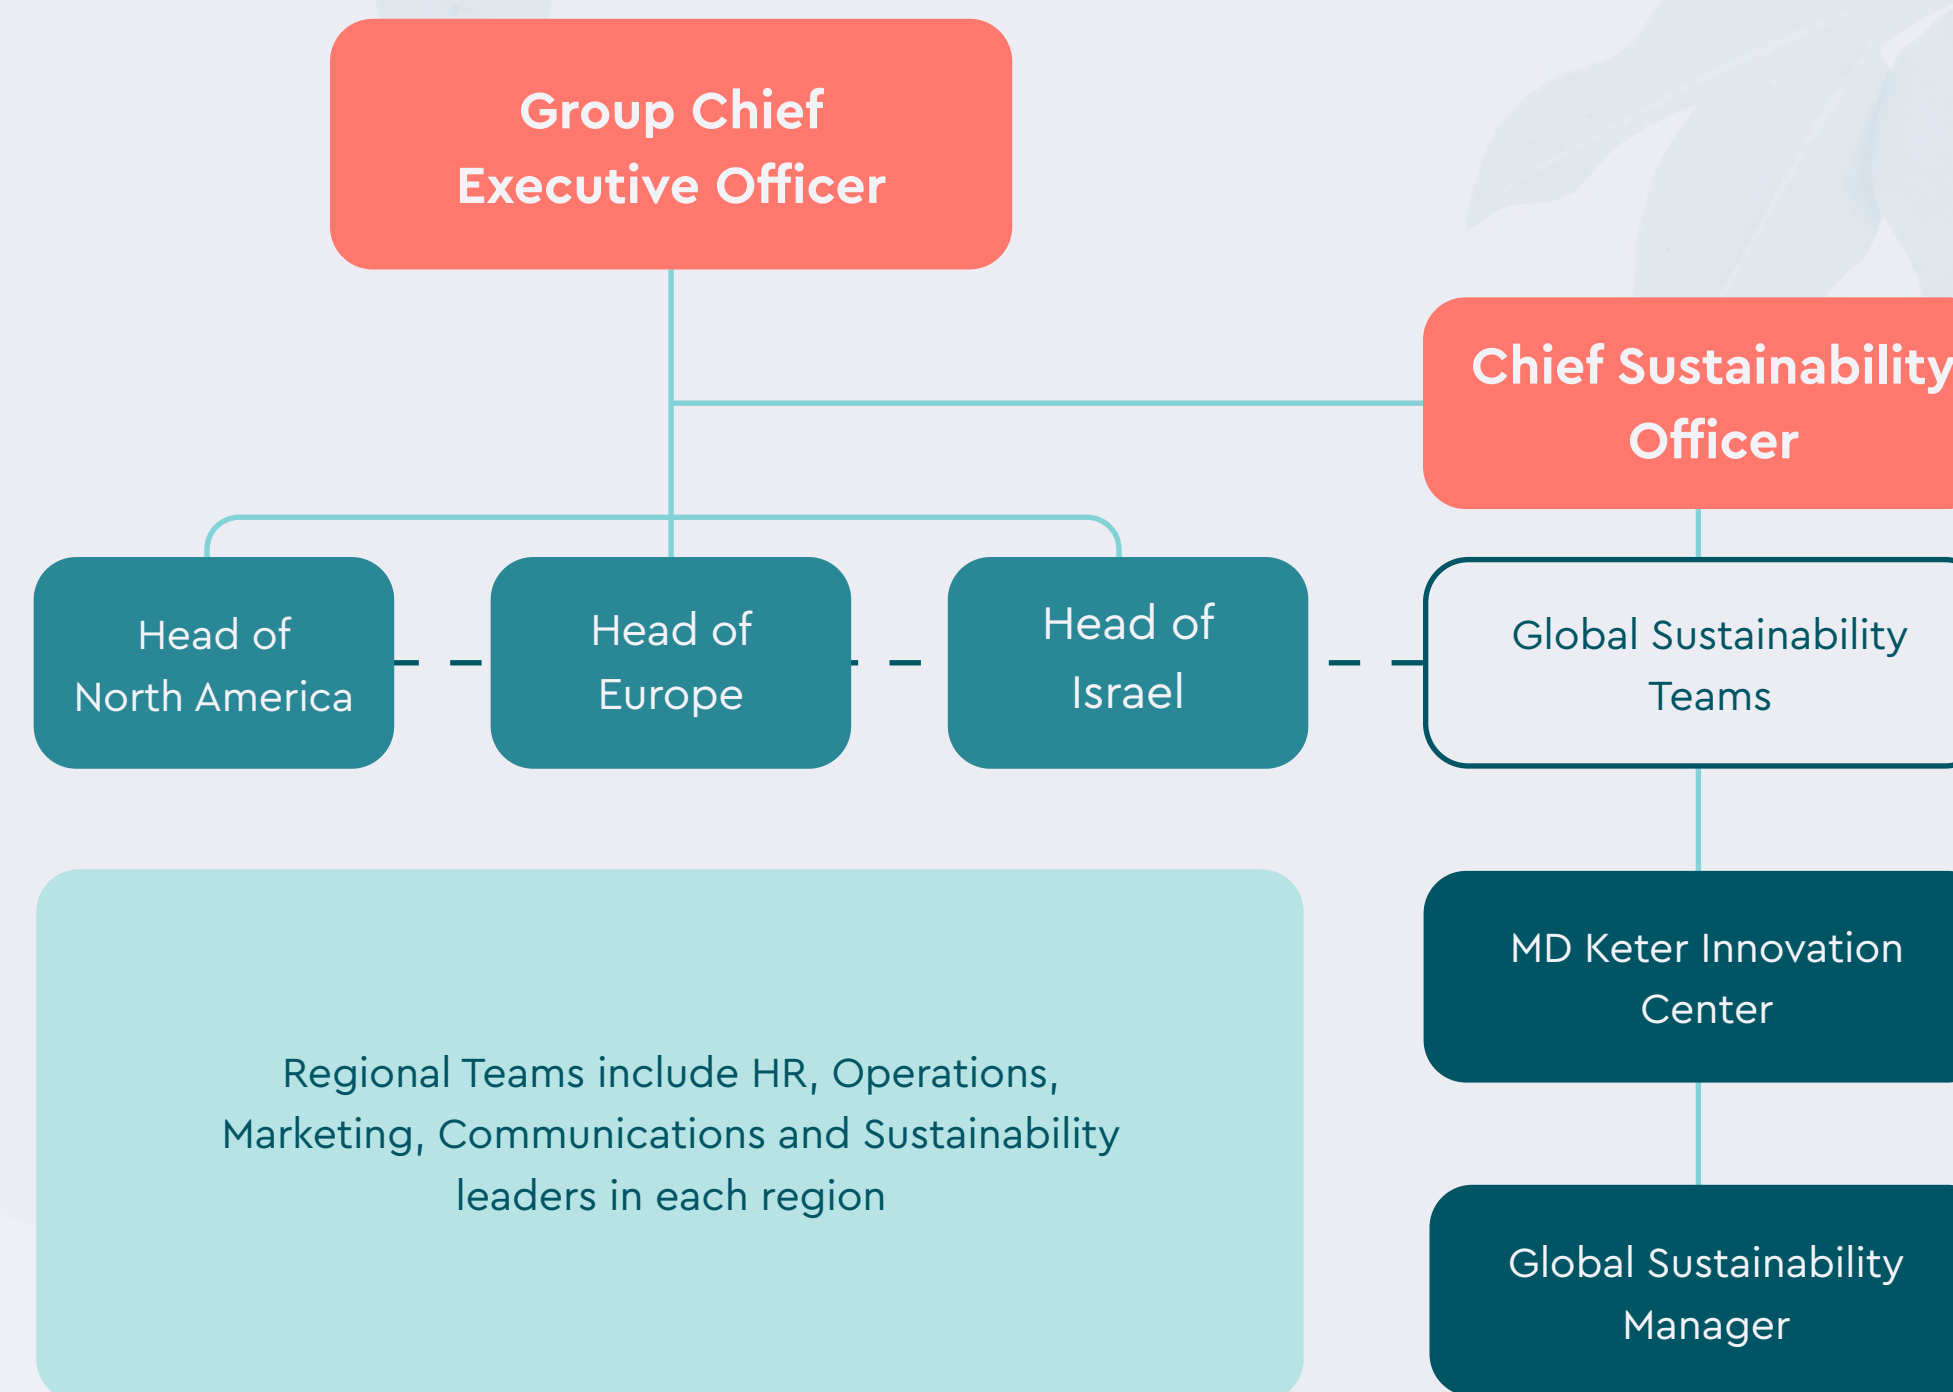 Group Chief
Executive Officer
Chief Sustainability
Officer
Head of
North America
Head of
Europe
Head of
Israel
Global Sustainability
Teams
Regional Teams include HR, Operations,
Marketing, Communications and Sustainability
leaders in each region
MD Keter Innovation
Center
Global Sustainability
Manager